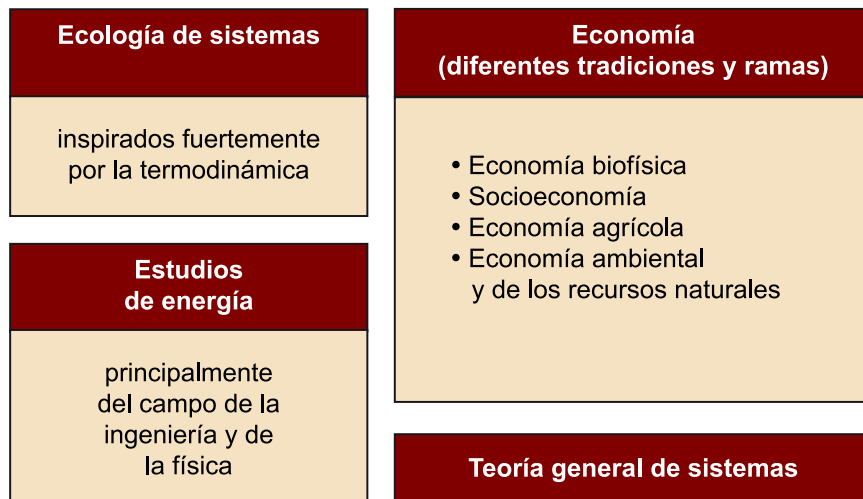 Ecología de sistemas
inspirados fuertemente
por la termodinámica
Estudios
de energía
principalmente
del campo de la
ingeniería y de
la física
Economía
(diferentes tradiciones y ramas)
• Economía biofísica
• Socioeconomía
• Economía agrícola
• Economía ambiental
y de los recursos naturales
Teoría general de sistemas